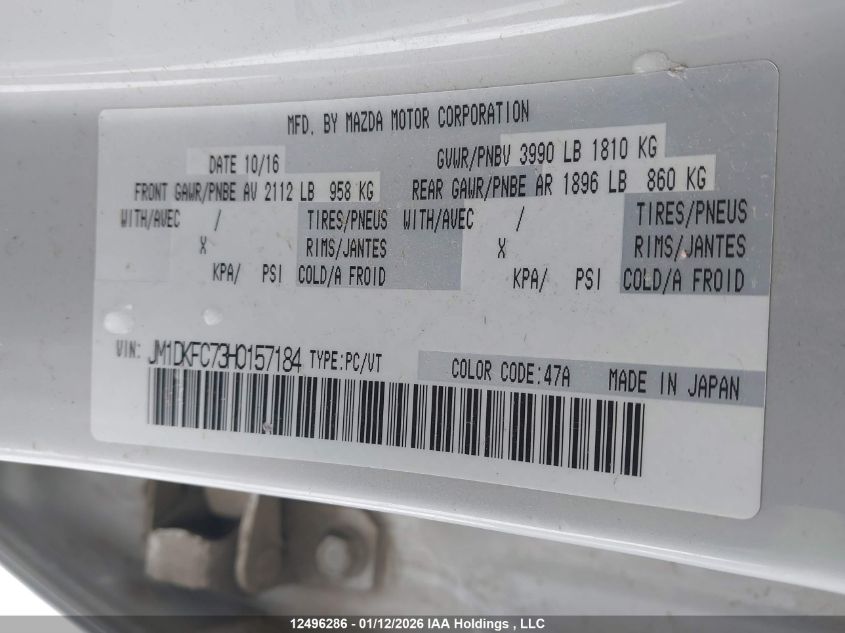 MFD. BY MAZDA MOTOR CORPORATION
DATE 10/16 GVWR/PNBV 3990 LB 1810 KG
FRONT GAWR/PNBE AV 2112 LB 958 KG REAR GAWR/PNBE AR 1896 LB 860 KG
WITH/AVEC / TIRES/PNEUS WITH/AVEC / TIRES/PNEUS
X RIMS/JANTES X RIMS/JANTES
KPA/ PSI COLD/A FROID KPA/ PSI COLD/A FROID
VIN: JM1DKFC73H0157184 TYPE:PC/VT COLOR CODE:47A MADE IN JAPAN
12496286 - 01/12/2026 IAA Holdings , LLC